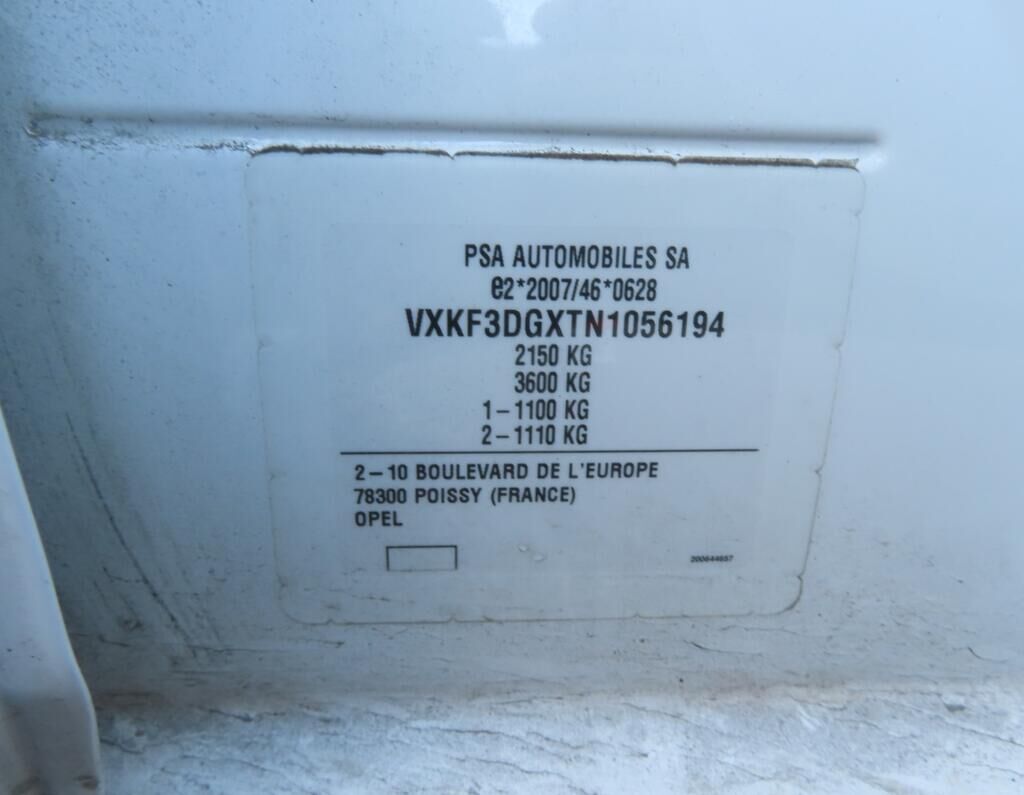 PSA AUTOMOBILES SA
e2*2007/46*0628
VXKF3DGXTN1056194
2150 KG
3600 KG
1-1100 KG
2-1110 KG
2-10 BOULEVARD DE L'EUROPE
78300 POISSY (FRANCE)
OPEL
200644657